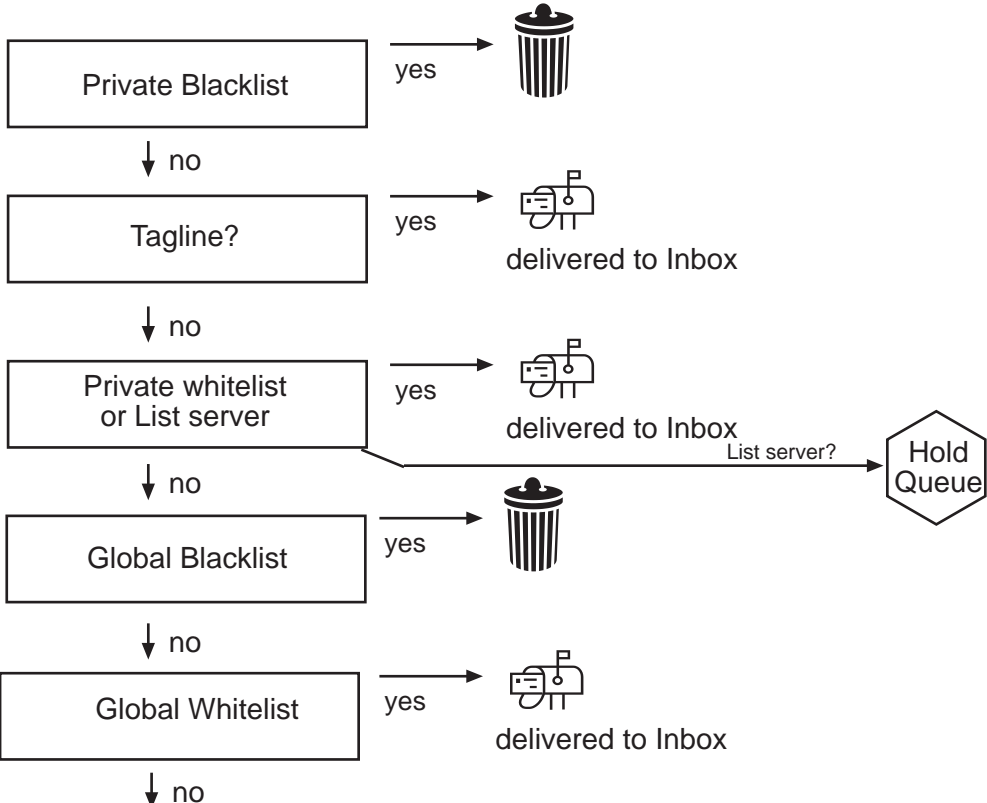 Private Blacklist
yes
no
Tagline?
yes
delivered to Inbox
no
Private whitelist
or List server
yes
delivered to Inbox
List server?
Hold
Queue
no
Global Blacklist
yes
no
Global Whitelist
yes
delivered to Inbox
no